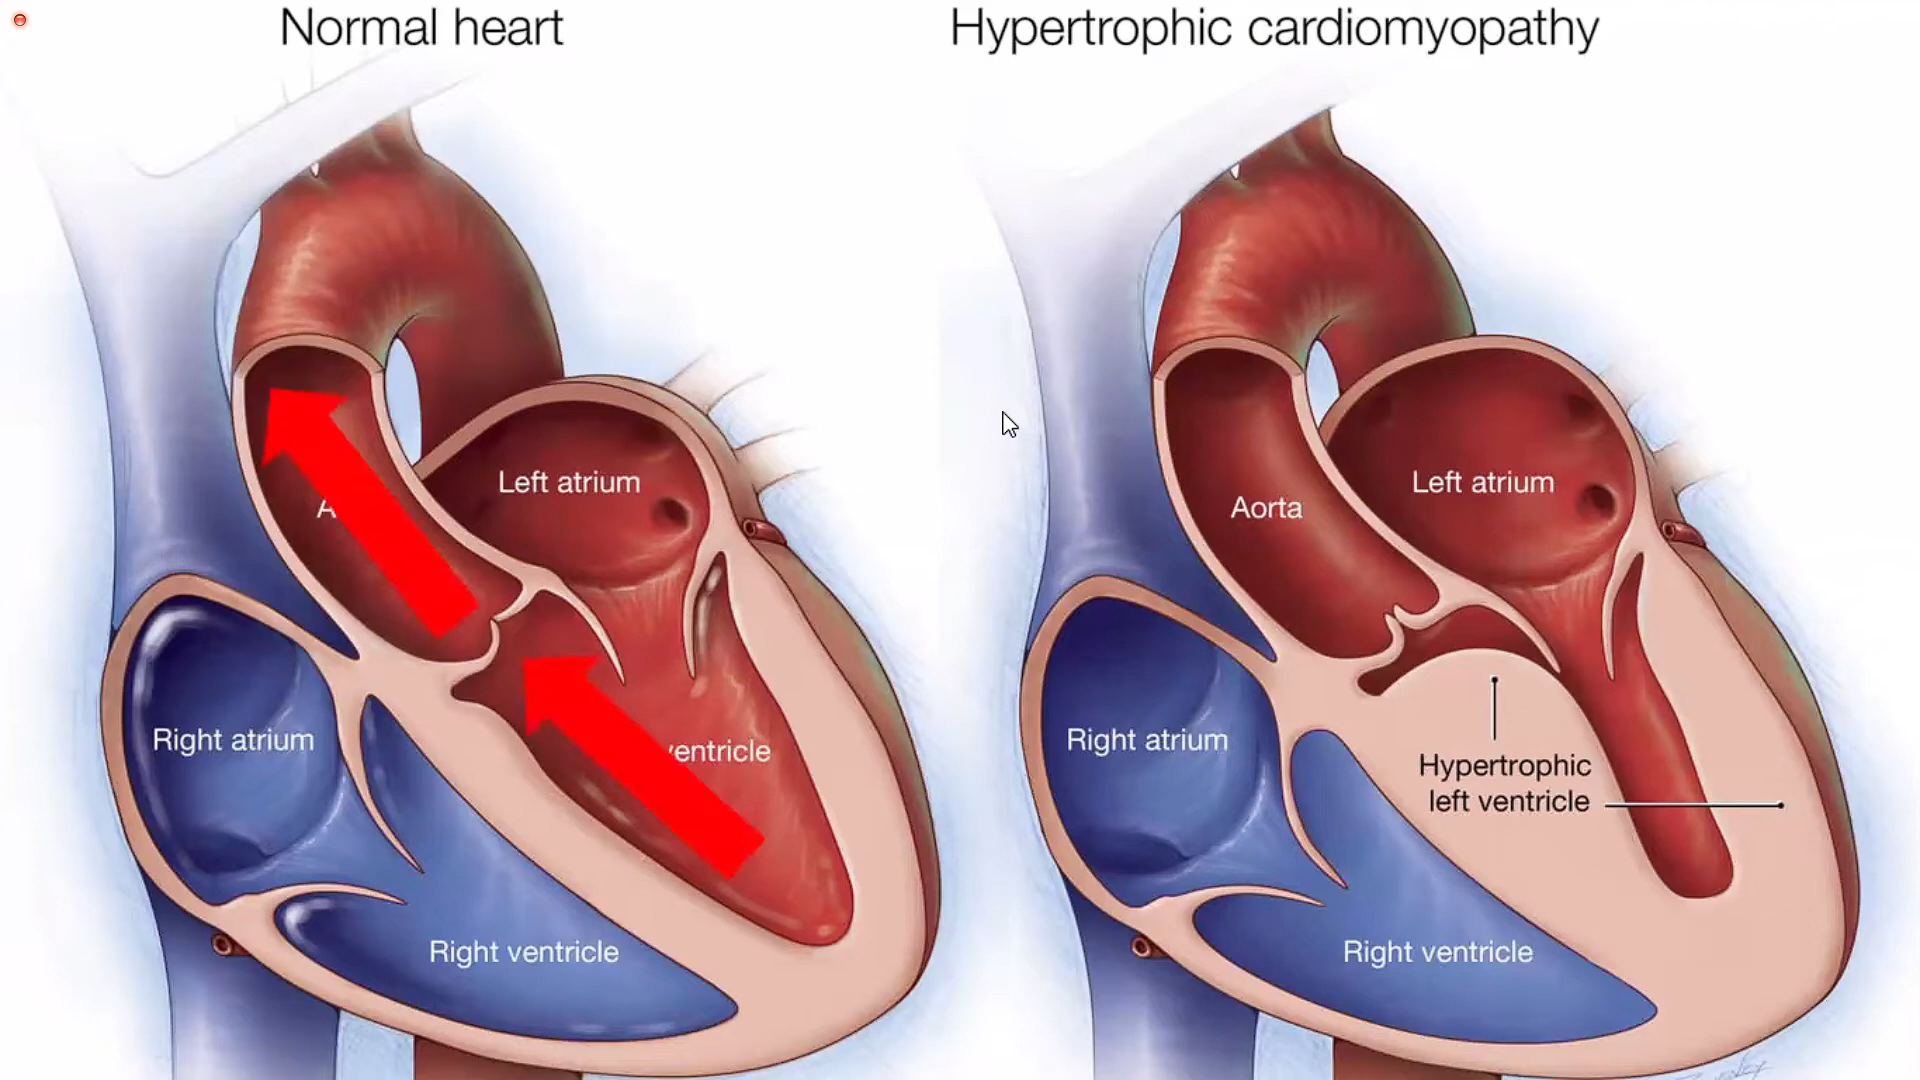 Normal heart
Hypertrophic cardiomyopathy
Left atrium
A
Right atrium
entricle
Right ventricle
Left atrium
Aorta
Right atrium
Hypertrophic
left ventricle
Right ventricle